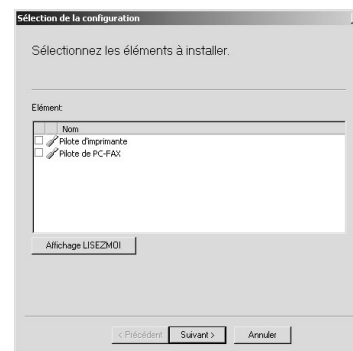 Sélection de la configuration
Sélectionnez les éléments à installer.
Elément:
Nom
Pilote d'imprimante
Pilote de PC-FAX
Affichage LISEZMOI
< Précédent
Suivant >
Annuler